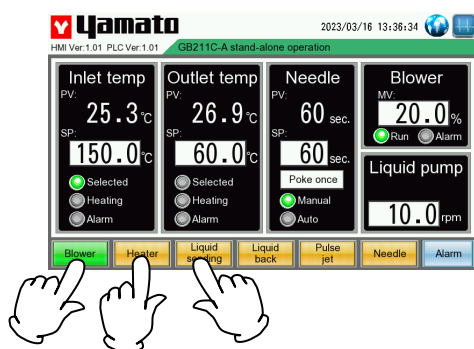 Yamato
2023/03/16 13:36:34
HMI Ver:1.01 PLC Ver:1.01
GB211C-A stand-alone operation
Inlet temp
PV:
25.3℃
SP:
150.0℃
Selected
Heating
Alarm
Outlet temp
PV:
26.9℃
SP:
60.0℃
Selected
Heating
Alarm
Needle
PV:
60 sec.
SP:
60 sec.
Poke once
Manual
Auto
Blower
MV:
20.0%
Run Alarm
Liquid pump
10.0 rpm
Blower
Heater
Liquid
sending
Liquid
back
Pulse
jet
Needle
Alarm